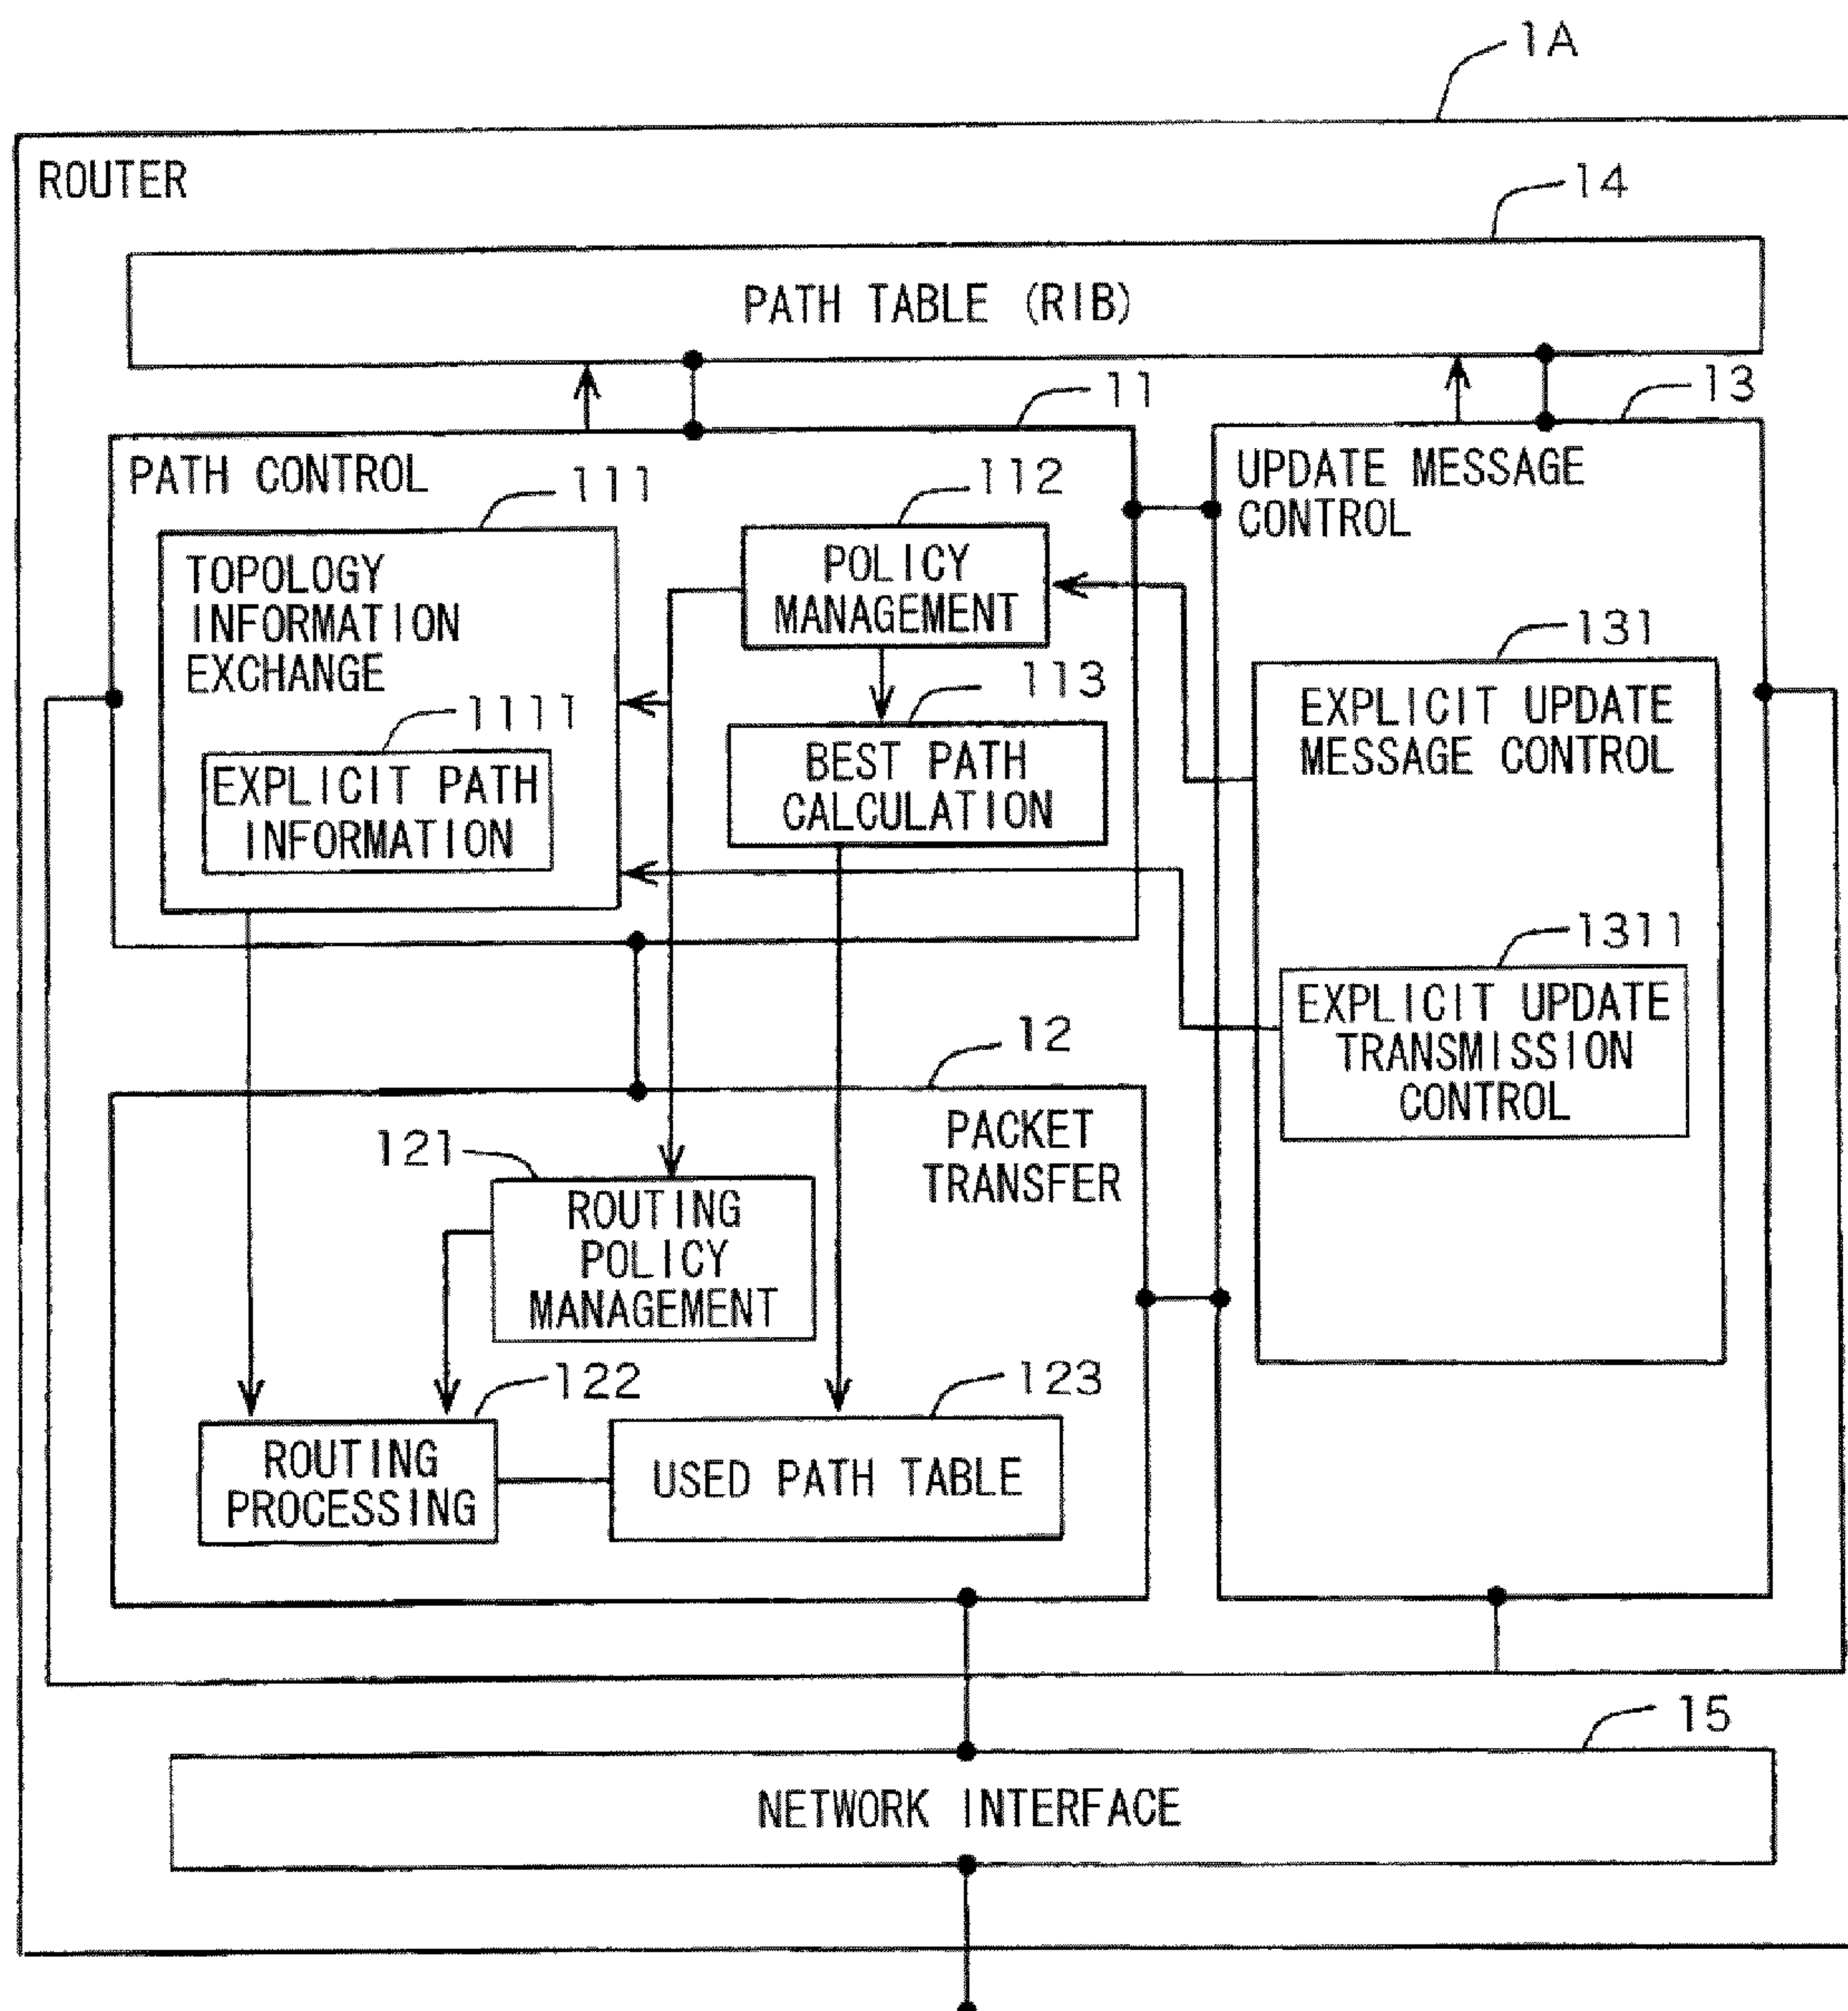 1A
ROUTER
14
PATH TABLE (RIB)
11
13
PATH CONTROL
111
112
UPDATE MESSAGE
CONTROL
TOPOLOGY
INFORMATION
EXCHANGE
POLICY
MANAGEMENT
131
1111
113
EXPLICIT UPDATE
MESSAGE CONTROL
EXPLICIT PATH
INFORMATION
BEST PATH
CALCULATION
1311
EXPLICIT UPDATE
TRANSMISSION
CONTROL
12
PACKET
TRANSFER
121
ROUTING
POLICY
MANAGEMENT
122
123
ROUTING
PROCESSING
USED PATH TABLE
15
NETWORK INTERFACE